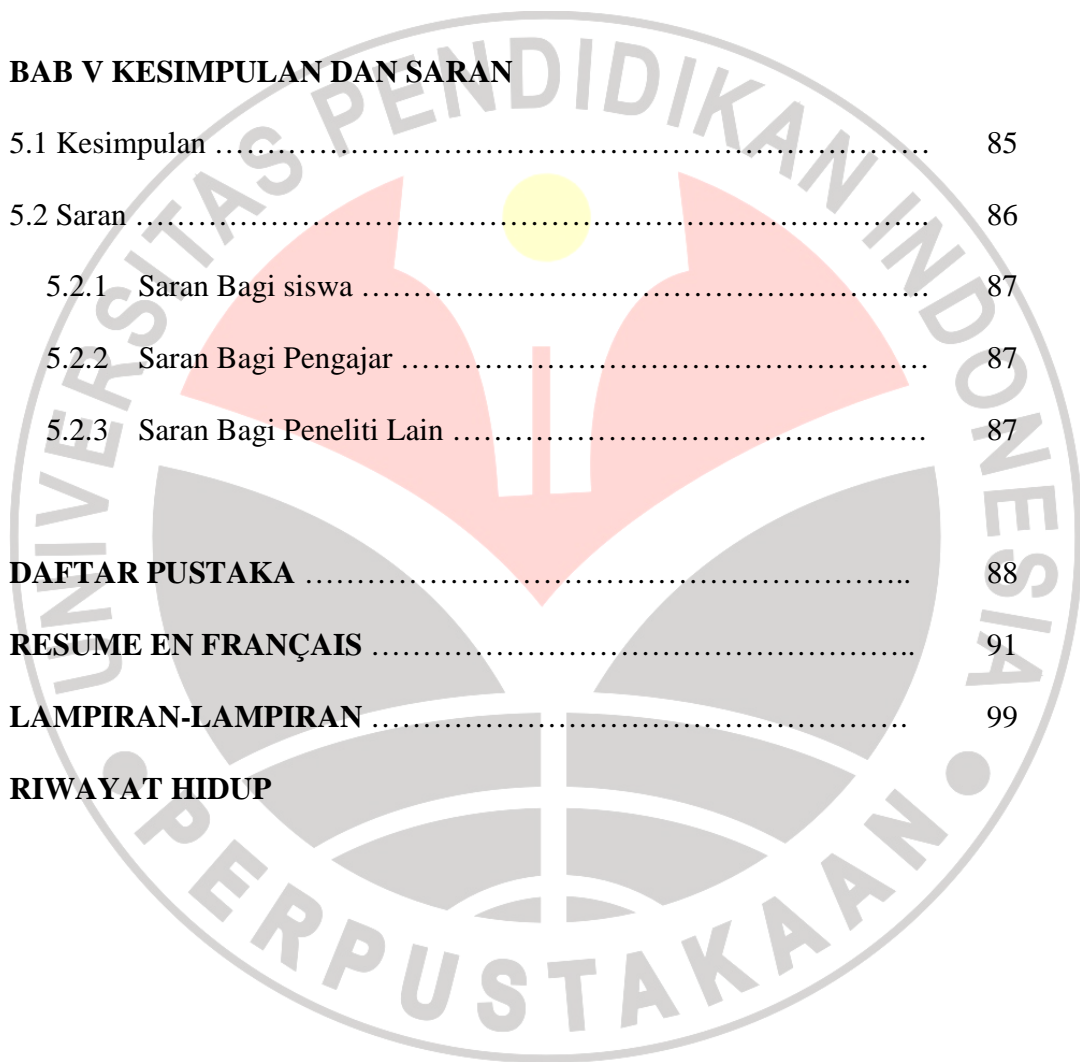 BAB V KESIMPULAN DAN SARAN
5.1 Kesimpulan ……………………………………………………………………… 85
5.2 Saran …………………………………………………………………………….. 86
5.2.1 Saran Bagi siswa ………………………………………………………. 87
5.2.2 Saran Bagi Pengajar …………………………………………………… 87
5.2.3 Saran Bagi Peneliti Lain ………………………………………………. 87
DAFTAR PUSTAKA ………………………………………………………….. 88
RESUME EN FRANÇAIS …………………………………………………….. 91
LAMPIRAN-LAMPIRAN …………………………………………………… 99
RIWAYAT HIDUP
UNIVERSITAS PENDIDIKAN INDONESIA
PERPUSTAKAAN